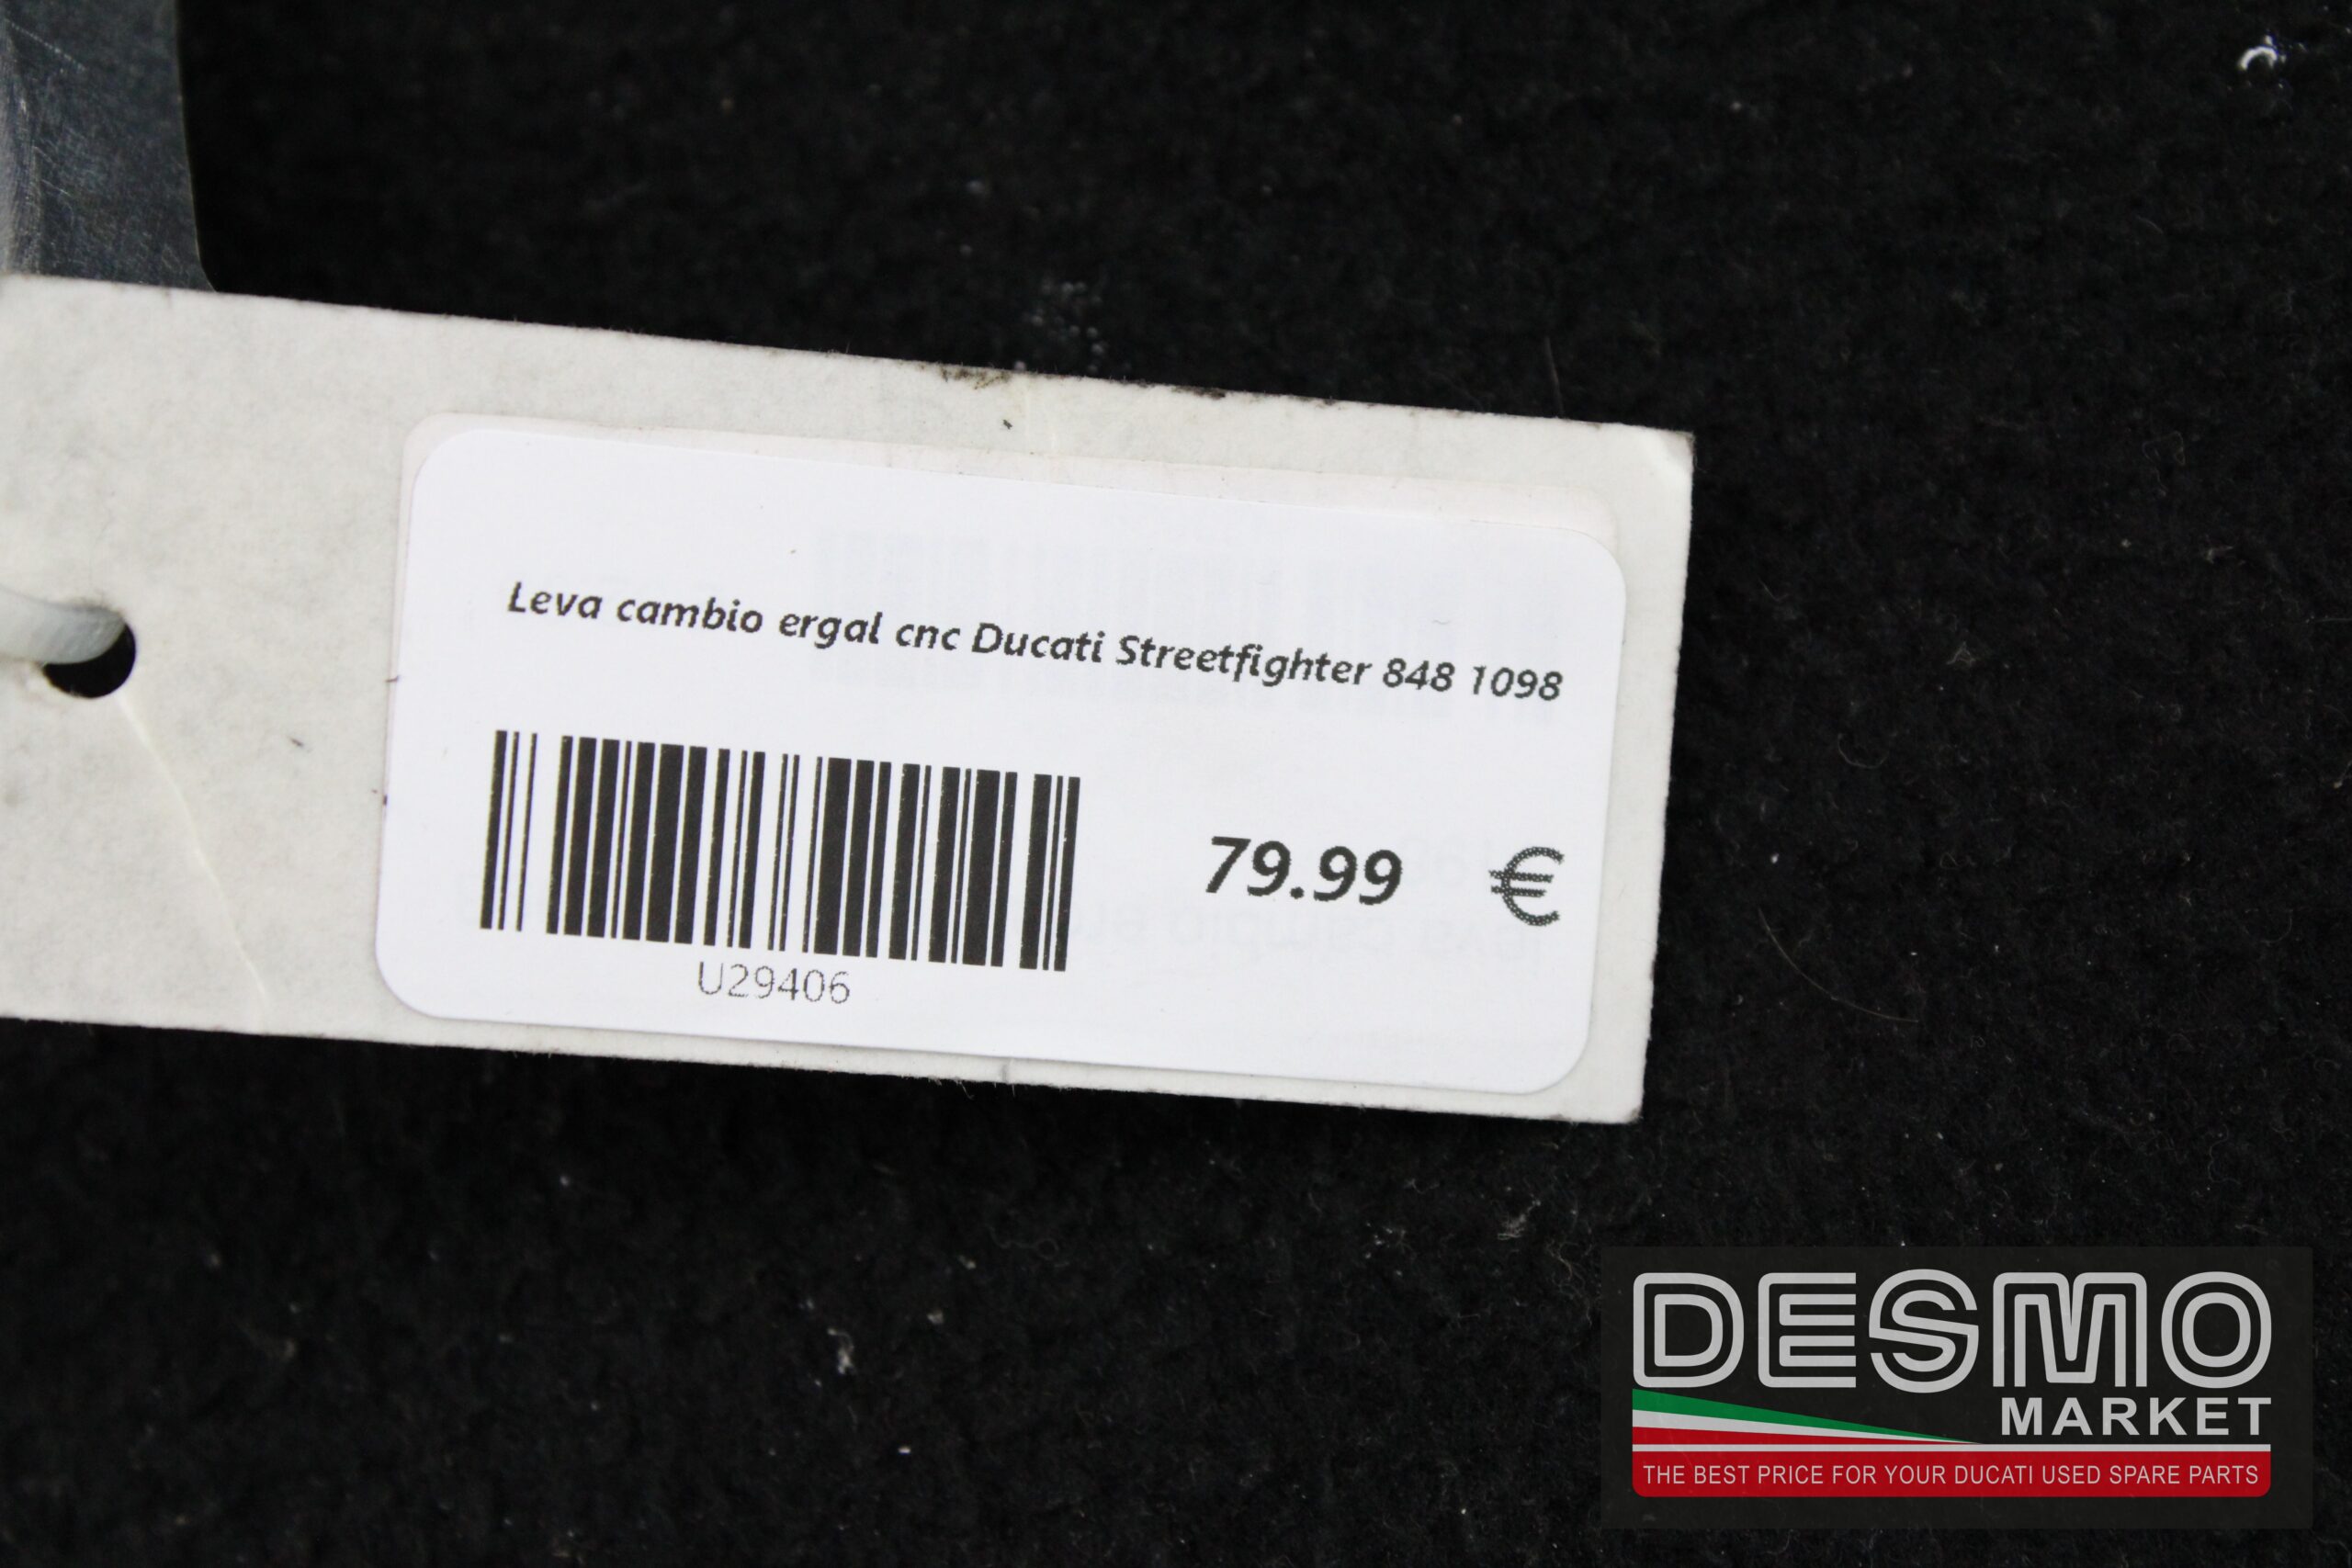 Leva cambio ergal cnc Ducati Streetfighter 848 1098
79.99 €
U29406
DESMO
MARKET
THE BEST PRICE FOR YOUR DUCATI USED SPARE PARTS